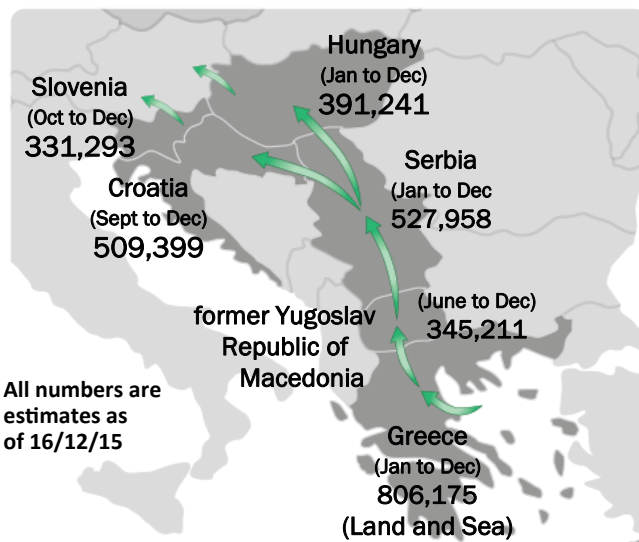 Hungary
(Jan to Dec)
391,241
Slovenia
(Oct to Dec)
331,293
Serbia
(Jan to Dec
527,958
Croatia
(Sept to Dec)
509,399
(June to Dec)
345,211
former Yugoslav
Republic of
Macedonia
All numbers are
estimates as
of 16/12/15
Greece
(Jan to Dec)
806,175
(Land and Sea)